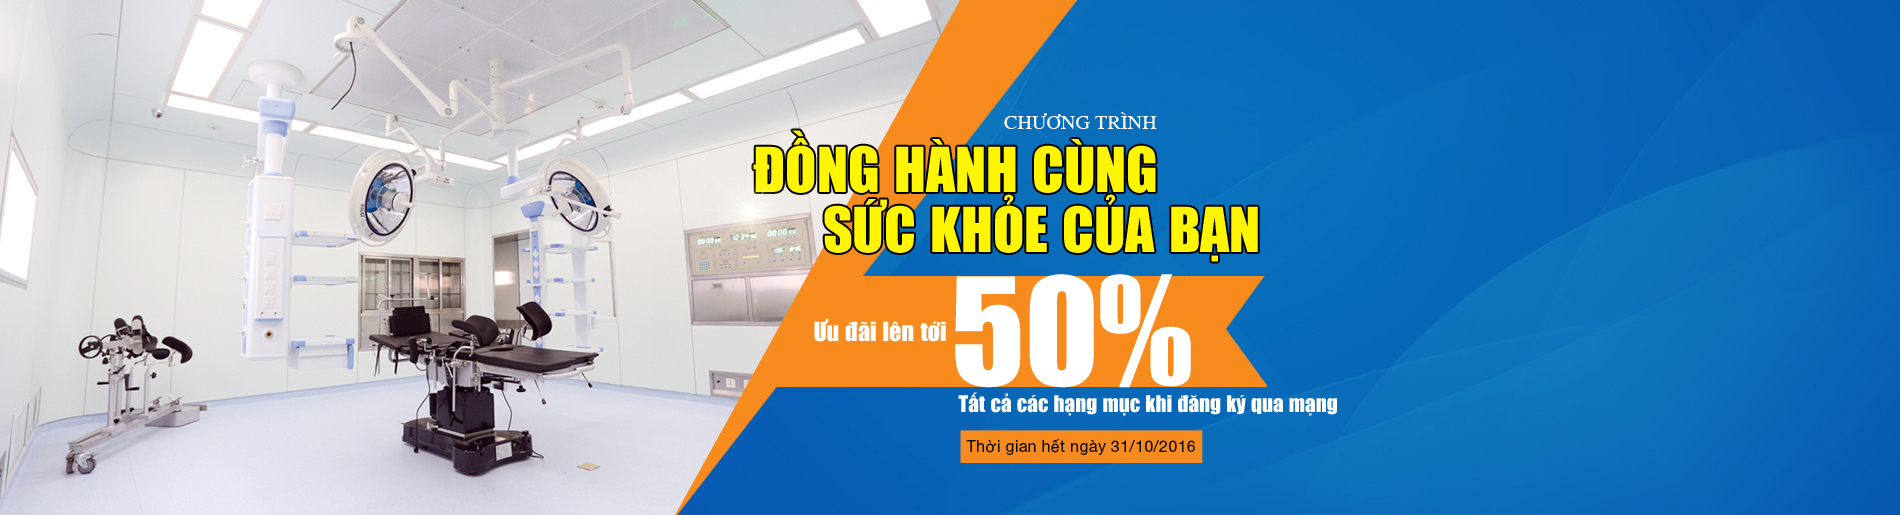 CHƯƠNG TRÌNH
ĐỒNG HÀNH CÙNG
SỨC KHỎE CỦA BẠN
Ưu đãi lên tới 50%
Tất cả các hạng mục khi đăng ký qua mạng
Thời gian hết ngày 31/10/2016